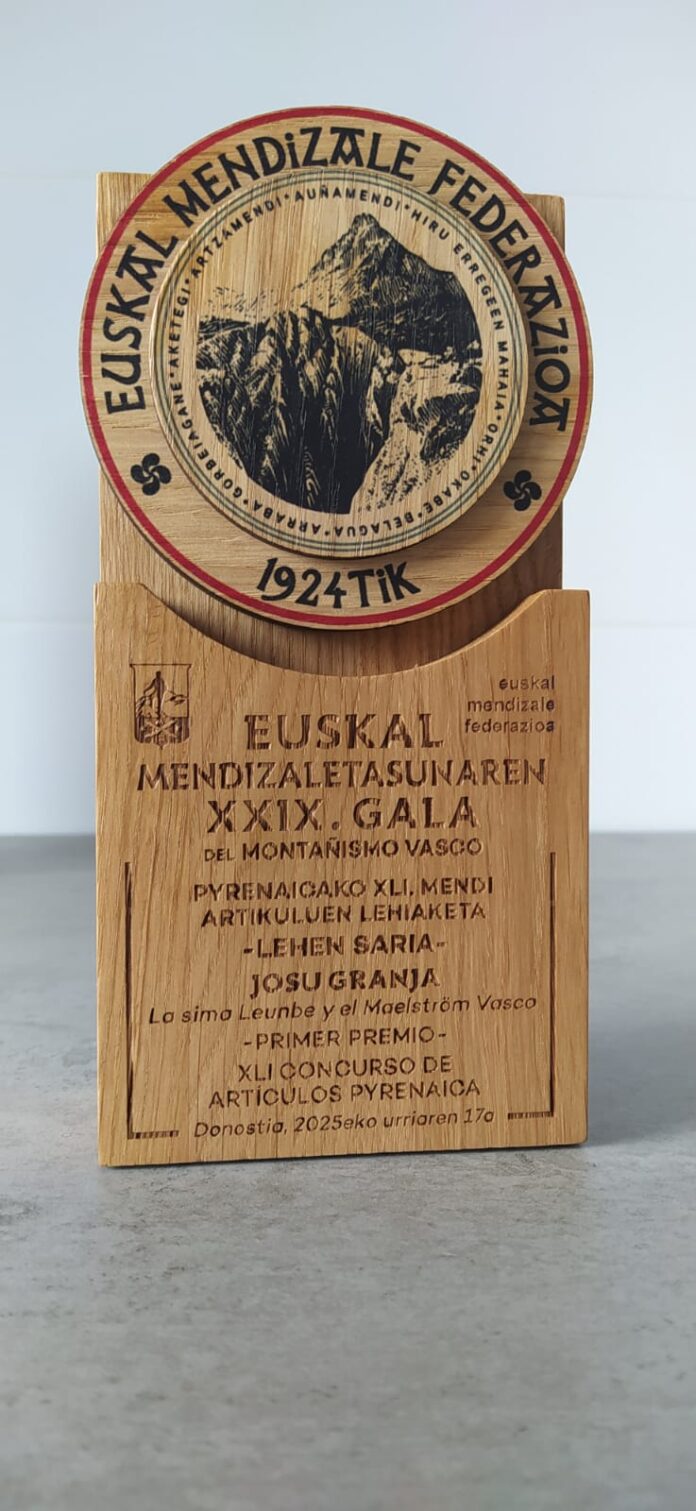 EUSKAL MENDiZALE FEDERAZiOA
GORBEIAGANE·AKETEGI·ARTZAMENDI·AUÑAMENDI·HIRU ERREGEEN MAHAIA·ORHI·OKABE·BELAGUA·ARRABA·
1924TiK
euskal
mendizale
federazioa
EUSKAL
MENDIZALETASUNAREN
XXIX. GALA
DEL MONTAÑISMO VASCO
PYRENAICAKO XLI. MENDI
ARTIKULUEN LEHIAKETA
-LEHEN SARIA-
JOSU GRANJA
La sima Leunbe y el Maelström Vasco
-PRIMER PREMIO-
XLI CONCURSO DE
ARTÍCULOS PYRENAICA
Donostia, 2025eko urriaren 17a